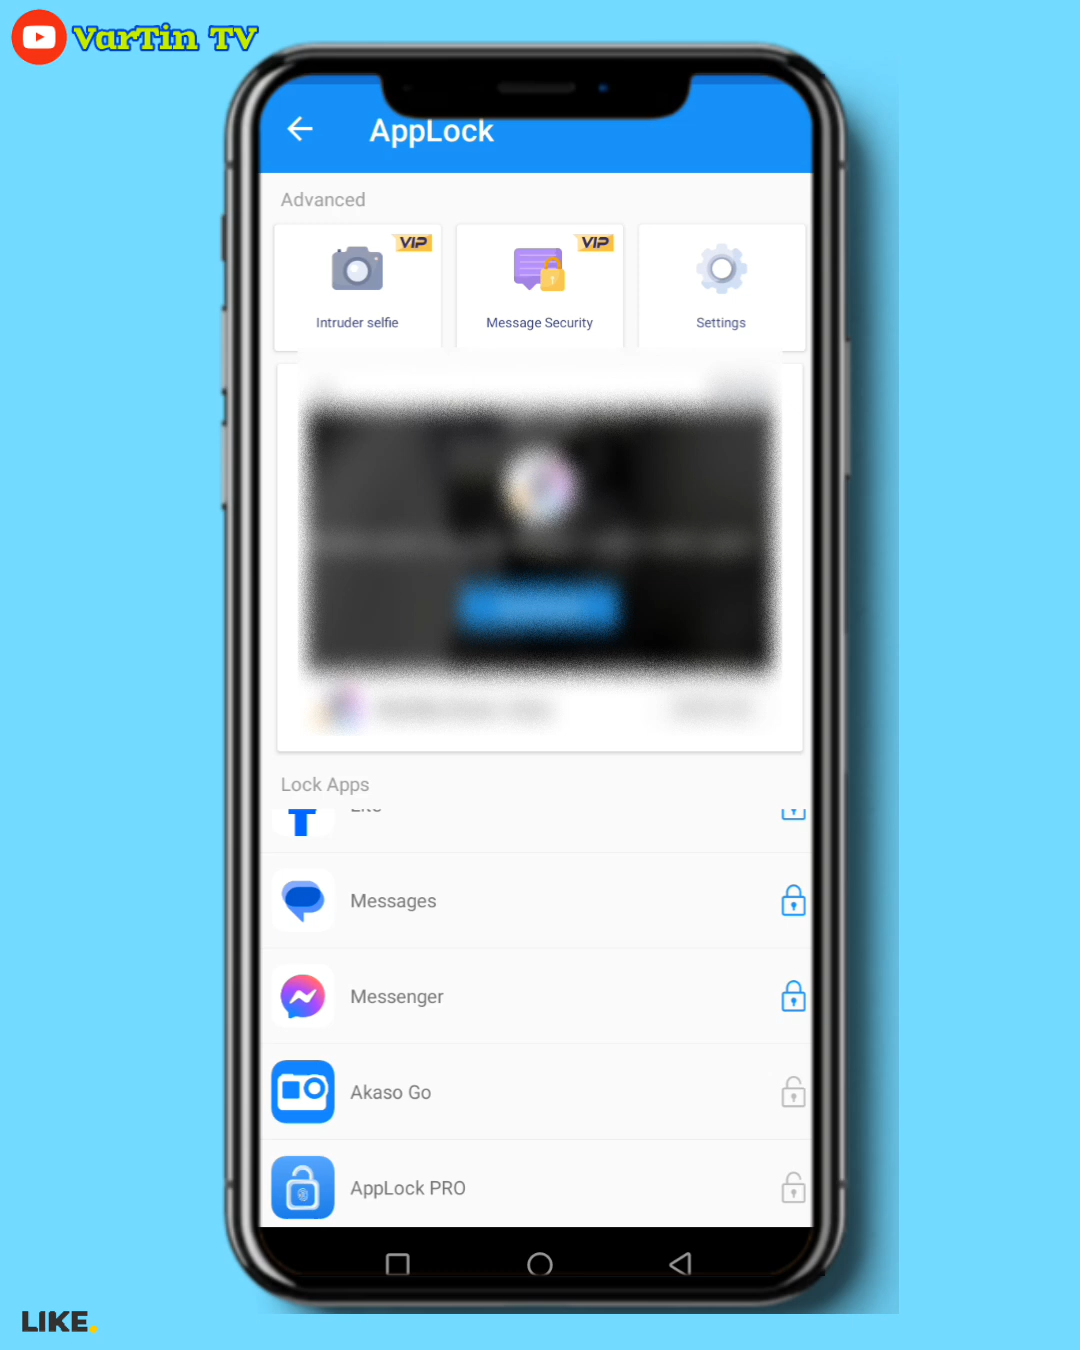 VarTin TV
AppLock
Advanced
VIP
VIP
Intruder selfie
Message Security
Settings
Lock Apps
Messages
Messenger
Akaso Go
AppLock PRO
LIKE.